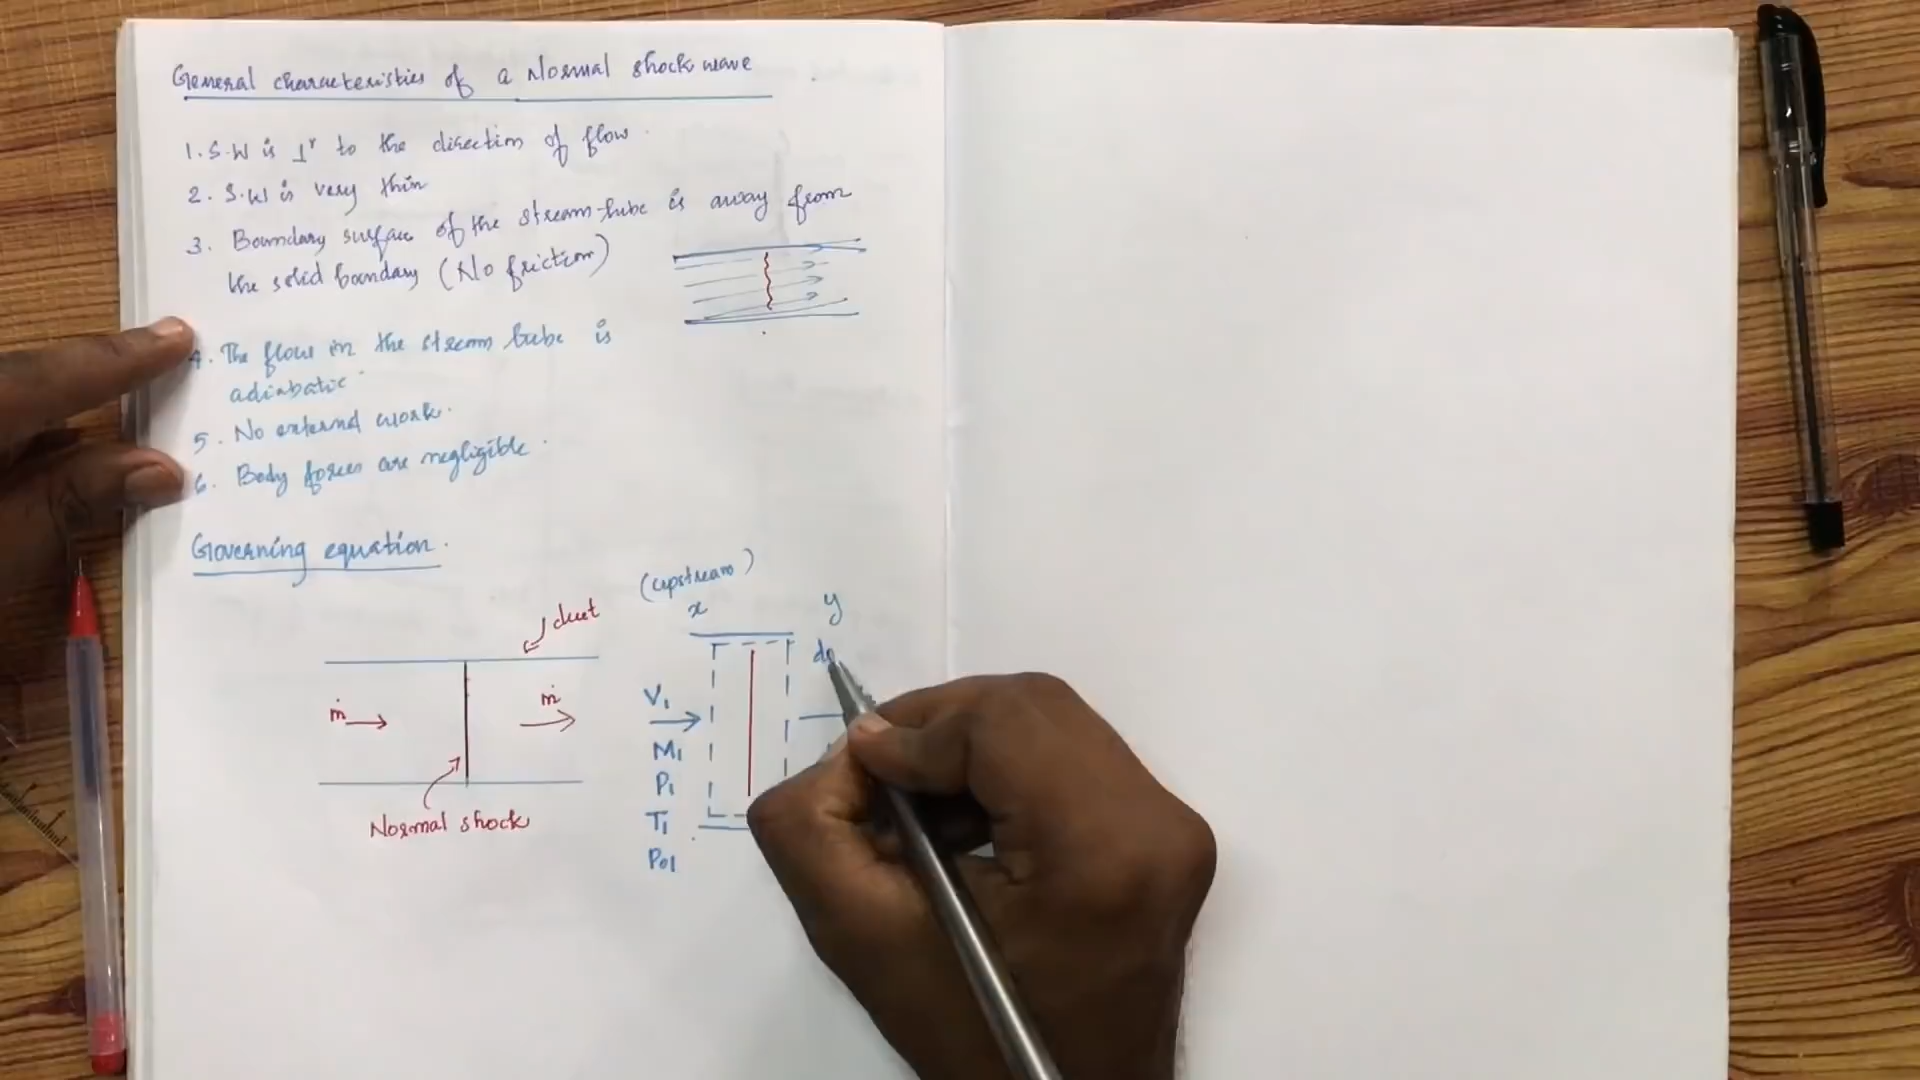 General characteristics of a Normal shock wave
1. S.W is ⊥r to the direction of flow.
2. S.W is very thin
3. Boundary surface of the stream-tube is away from
the solid boundary (No friction)
4. The flow in the stream tube is
adiabatic
5. No external work.
6. Body forces are negligible.
Governing equation.
(upstream)
x
y
duct
do
ṁ
ṁ
V1
M1
P1
T1
P01
Normal shock